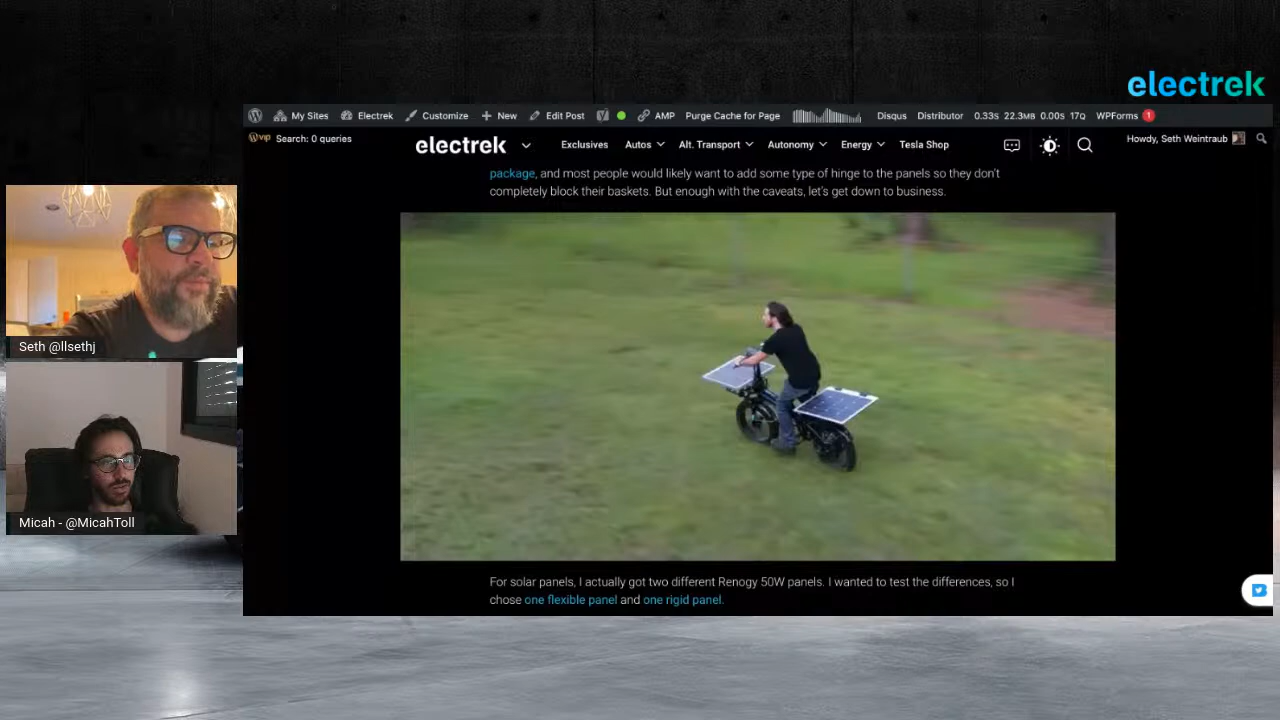 electrek
My Sites Electrek Customize New Edit Post AMP Purge Cache for Page Disqus Distributor 0.33s 22.3MB 0.00s 17Q WPForms 1
vip Search: 0 queries
electrek Exclusives Autos Alt. Transport Autonomy Energy Tesla Shop
Howdy, Seth Weintraub
package, and most people would likely want to add some type of hinge to the panels so they don't
completely block their baskets. But enough with the caveats, let's get down to business.
Seth @llsethj
Micah - @MicahToll
For solar panels, I actually got two different Renogy 50W panels. I wanted to test the differences, so I
chose one flexible panel and one rigid panel.